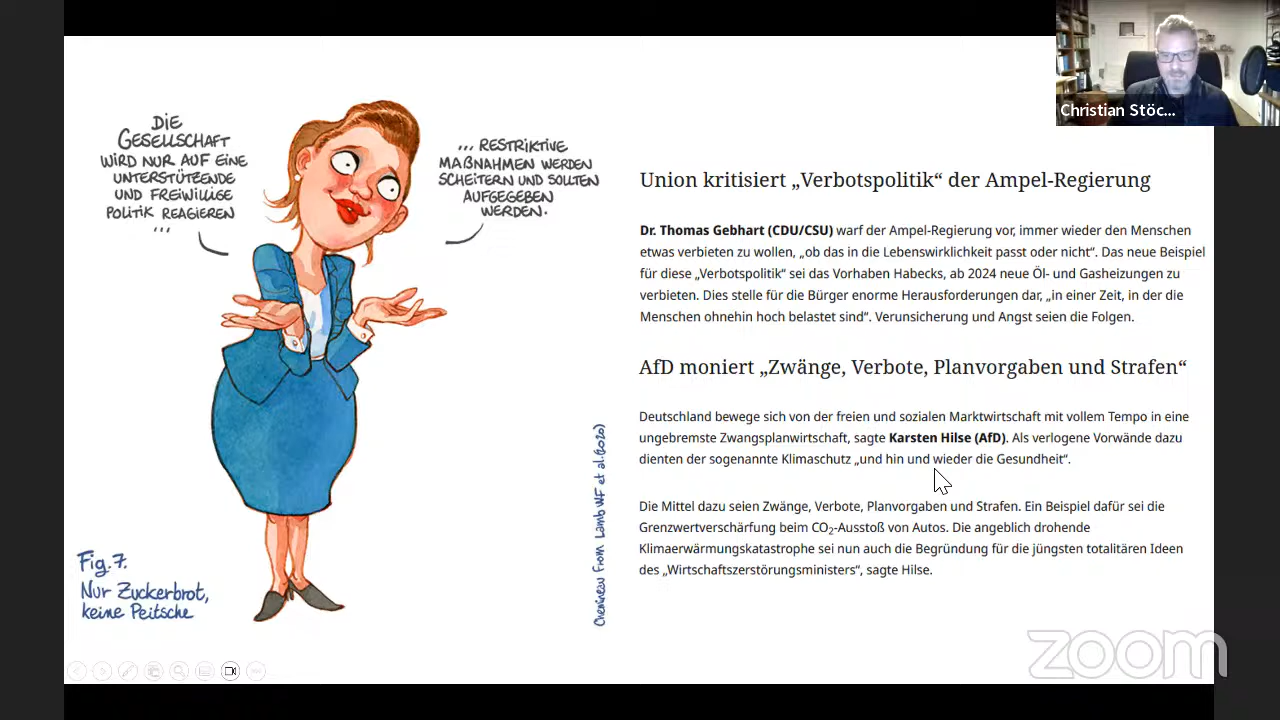 Christian Stöc...
DIE
GESELLSCHAFT
WIRD NUR AUF EINE
UNTERSTÜTZENDE
UND FREIWILLIGE
POLITIK REAGIEREN
...
... RESTRIKTIVE
MAßNAHMEN WERDEN
SCHEITERN UND SOLLTEN
AUFGEGEBEN
WERDEN.
Fig. 7.
Nur Zuckerbrot,
keine Peitsche
Chemineau From Lamb WF et al. (2020)
Union kritisiert „Verbotspolitik“ der Ampel-Regierung
Dr. Thomas Gebhart (CDU/CSU) warf der Ampel-Regierung vor, immer wieder den Menschen
etwas verbieten zu wollen, „ob das in die Lebenswirklichkeit passt oder nicht“. Das neue Beispiel
für diese „Verbotspolitik“ sei das Vorhaben Habecks, ab 2024 neue Öl- und Gasheizungen zu
verbieten. Dies stelle für die Bürger enorme Herausforderungen dar, „in einer Zeit, in der die
Menschen ohnehin hoch belastet sind“. Verunsicherung und Angst seien die Folgen.
AfD moniert „Zwänge, Verbote, Planvorgaben und Strafen“
Deutschland bewege sich von der freien und sozialen Marktwirtschaft mit vollem Tempo in eine
ungebremste Zwangsplanwirtschaft, sagte Karsten Hilse (AfD). Als verlogene Vorwände dazu
dienten der sogenannte Klimaschutz „und hin und wieder die Gesundheit“.
Die Mittel dazu seien Zwänge, Verbote, Planvorgaben und Strafen. Ein Beispiel dafür sei die
Grenzwertverschärfung beim CO₂-Ausstoß von Autos. Die angeblich drohende
Klimaerwärmungskatastrophe sei nun auch die Begründung für die jüngsten totalitären Ideen
des „Wirtschaftszerstörungsministers“, sagte Hilse.
zoom